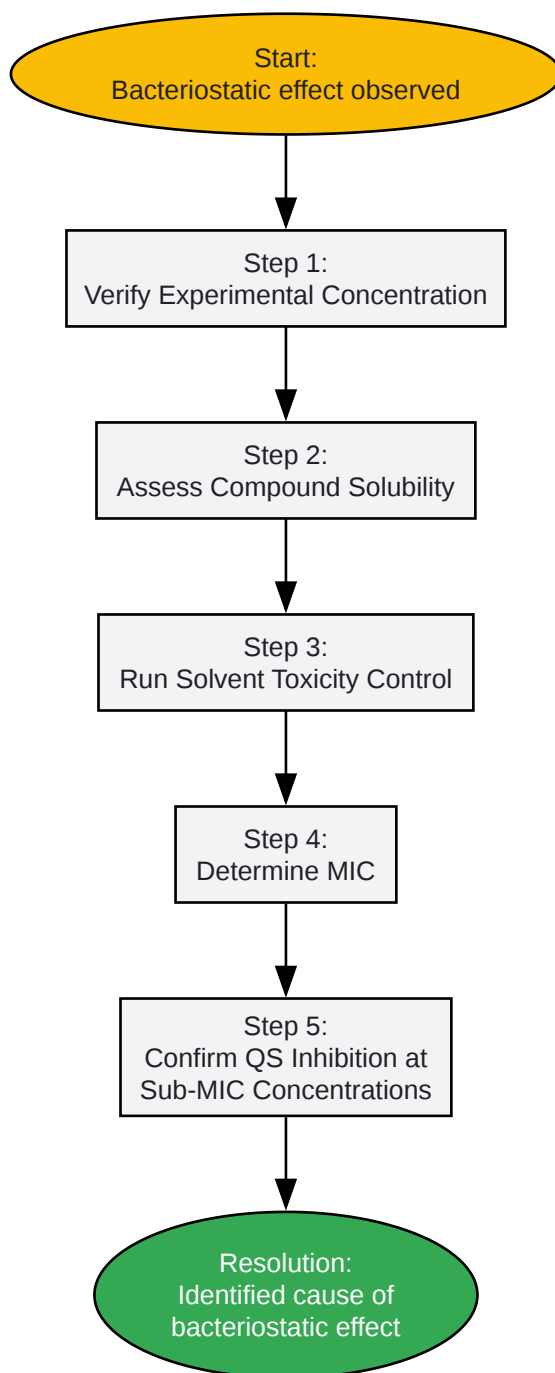 Start:
Bacteriostatic effect observed
Step 1:
Verify Experimental Concentration
Step 2:
Assess Compound Solubility
Step 3:
Run Solvent Toxicity Control
Step 4:
Determine MIC
Step 5:
Confirm QS Inhibition at
Sub-MIC Concentrations
Resolution:
Identified cause of
bacteriostatic effect